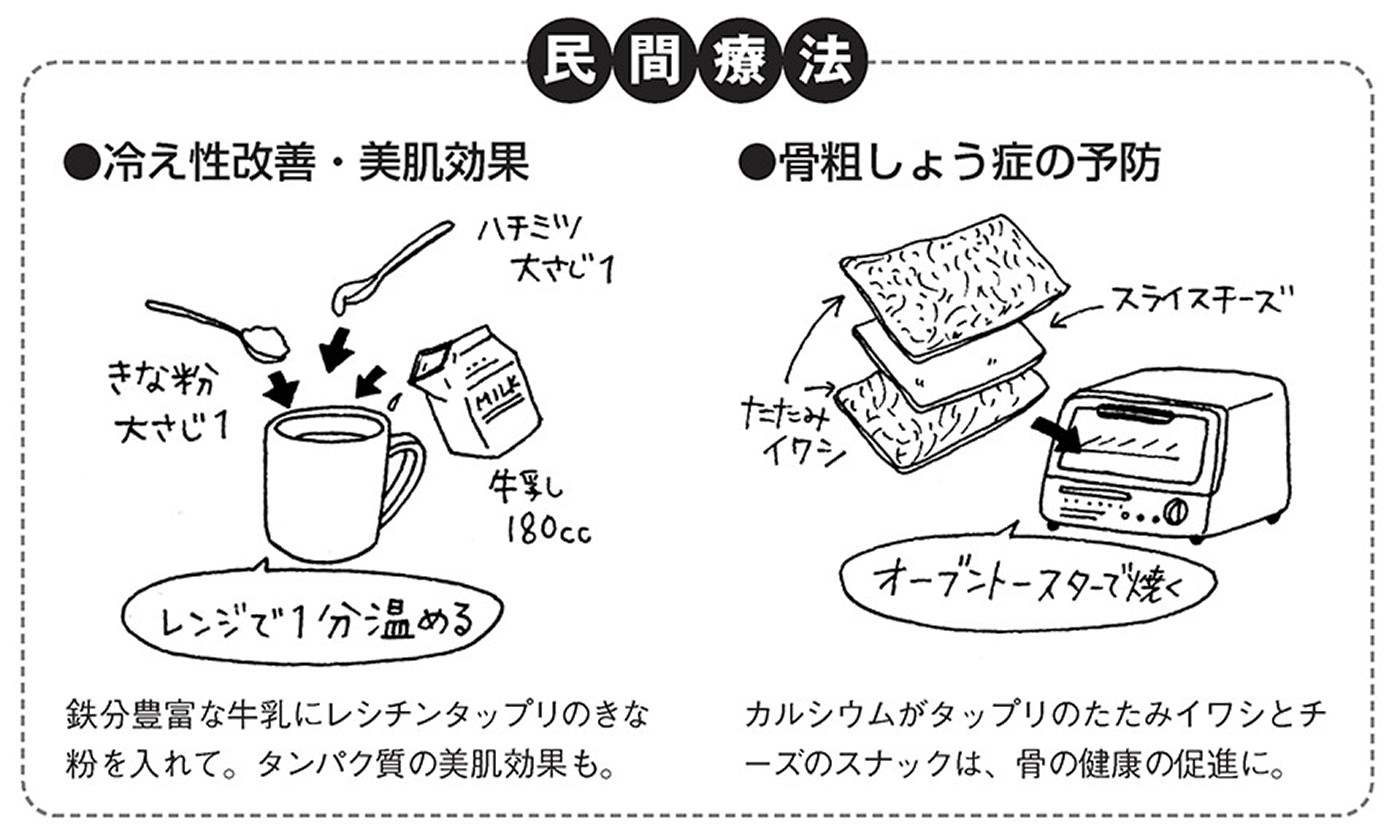 民間療法
●冷え性改善・美肌効果
ハチミツ
大さじ1
きな粉
大さじ1
MILK
牛乳し
180cc
レンジで1分温める
鉄分豊富な牛乳にレシチンタップリのきな
粉を入れて。タンパク質の美肌効果も。
●骨粗しょう症の予防
スライスチーズ
たたみ
イワシ
オーブントースターで焼く
カルシウムがタップリのたたみイワシとチ
ーズのスナックは、骨の健康の促進に。